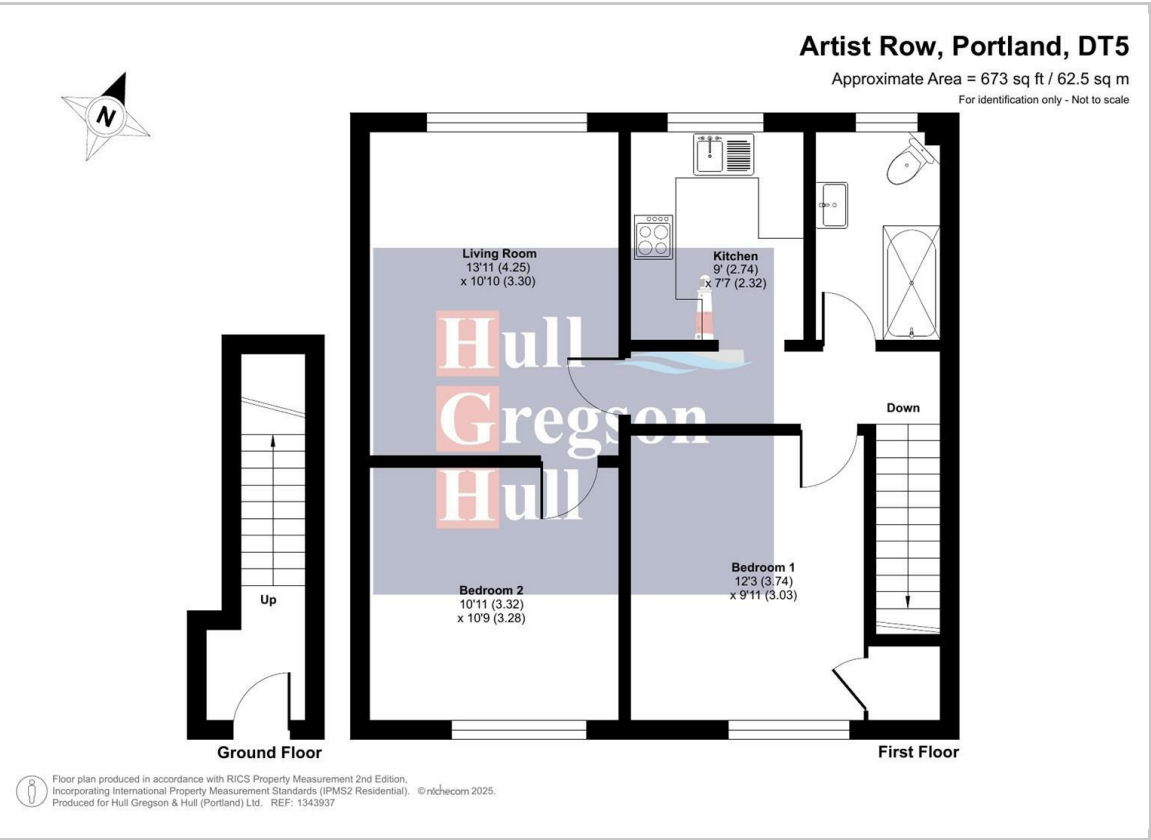 Artist Row, Portland, DT5
Approximate Area = 673 sq ft / 62.5 sq m
For identification only - Not to scale
N
Living Room
13'11 (4.25)
x 10'10 (3.30)
Kitchen
9' (2.74)
x 7'7 (2.32)
Hull
Gregson
Hull
Down
Up
Bedroom 2
10'11 (3.32)
x 10'9 (3.28)
Bedroom 1
12'3 (3.74)
x 9'11 (3.03)
Ground Floor
First Floor
Floor plan produced in accordance with RICS Property Measurement 2nd Edition,
Incorporating International Property Measurement Standards (IPMS2 Residential). © nichecom 2025.
Produced for Hull Gregson & Hull (Portland) Ltd. REF: 1343937